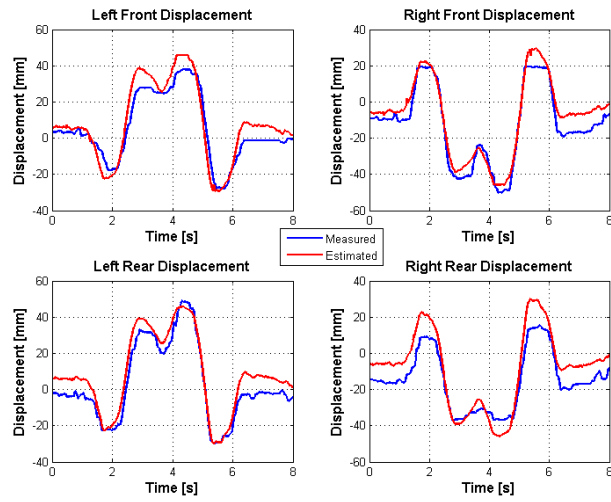 Left Front Displacement
60
40
20
0
-20
-40
0 2 4 6 8
Displacement [mm]
Time [s]
Right Front Displacement
40
20
0
-20
-40
-60
0 2 4 6 8
Displacement [mm]
Time [s]
Measured
Estimated
Left Rear Displacement
60
40
20
0
-20
-40
0 2 4 6 8
Displacement [mm]
Time [s]
Right Rear Displacement
40
20
0
-20
-40
-60
0 2 4 6 8
Displacement [mm]
Time [s]